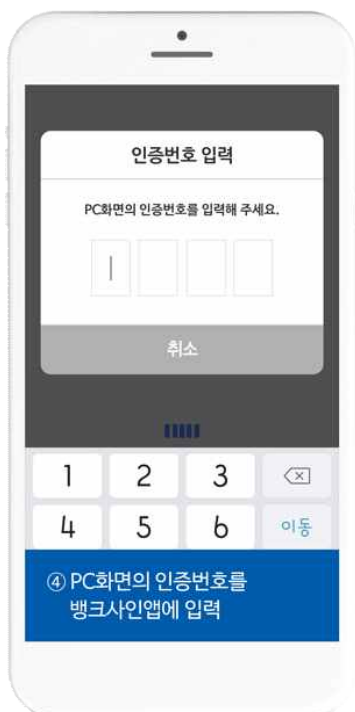 인증번호 입력
PC화면의 인증번호를 입력해 주세요.
취소
1 2 3
4 5 6 이동
④ PC화면의 인증번호를
뱅크사인앱에 입력